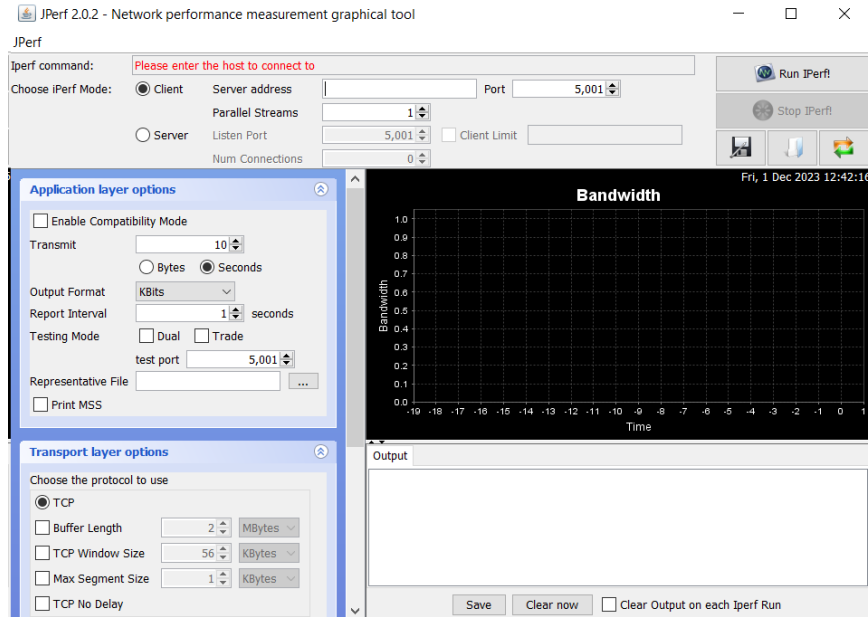 JPerf 2.0.2 - Network performance measurement graphical tool
JPerf
Iperf command: Please enter the host to connect to
Choose iPerf Mode: Client Server address Port 5,001
Parallel Streams 1
Server Listen Port 5,001 Client Limit
Num Connections 0
Run IPerf!
Stop IPerf!
Application layer options
Enable Compatibility Mode
Transmit 10
Bytes Seconds
Output Format KBits
Report Interval 1 seconds
Testing Mode Dual Trade
test port 5,001
Representative File ...
Print MSS
Transport layer options
Choose the protocol to use
TCP
Buffer Length 2 MBytes
TCP Window Size 56 KBytes
Max Segment Size 1 KBytes
TCP No Delay
Fri, 1 Dec 2023 12:42:16
Bandwidth
1.0
0.9
0.8
0.7
0.6
0.5
0.4
0.3
0.2
0.1
0.0
Bandwidth
-19 -18 -17 -16 -15 -14 -13 -12 -11 -10 -9 -8 -7 -6 -5 -4 -3 -2 -1 0 1
Time
Output
Save Clear now Clear Output on each Iperf Run